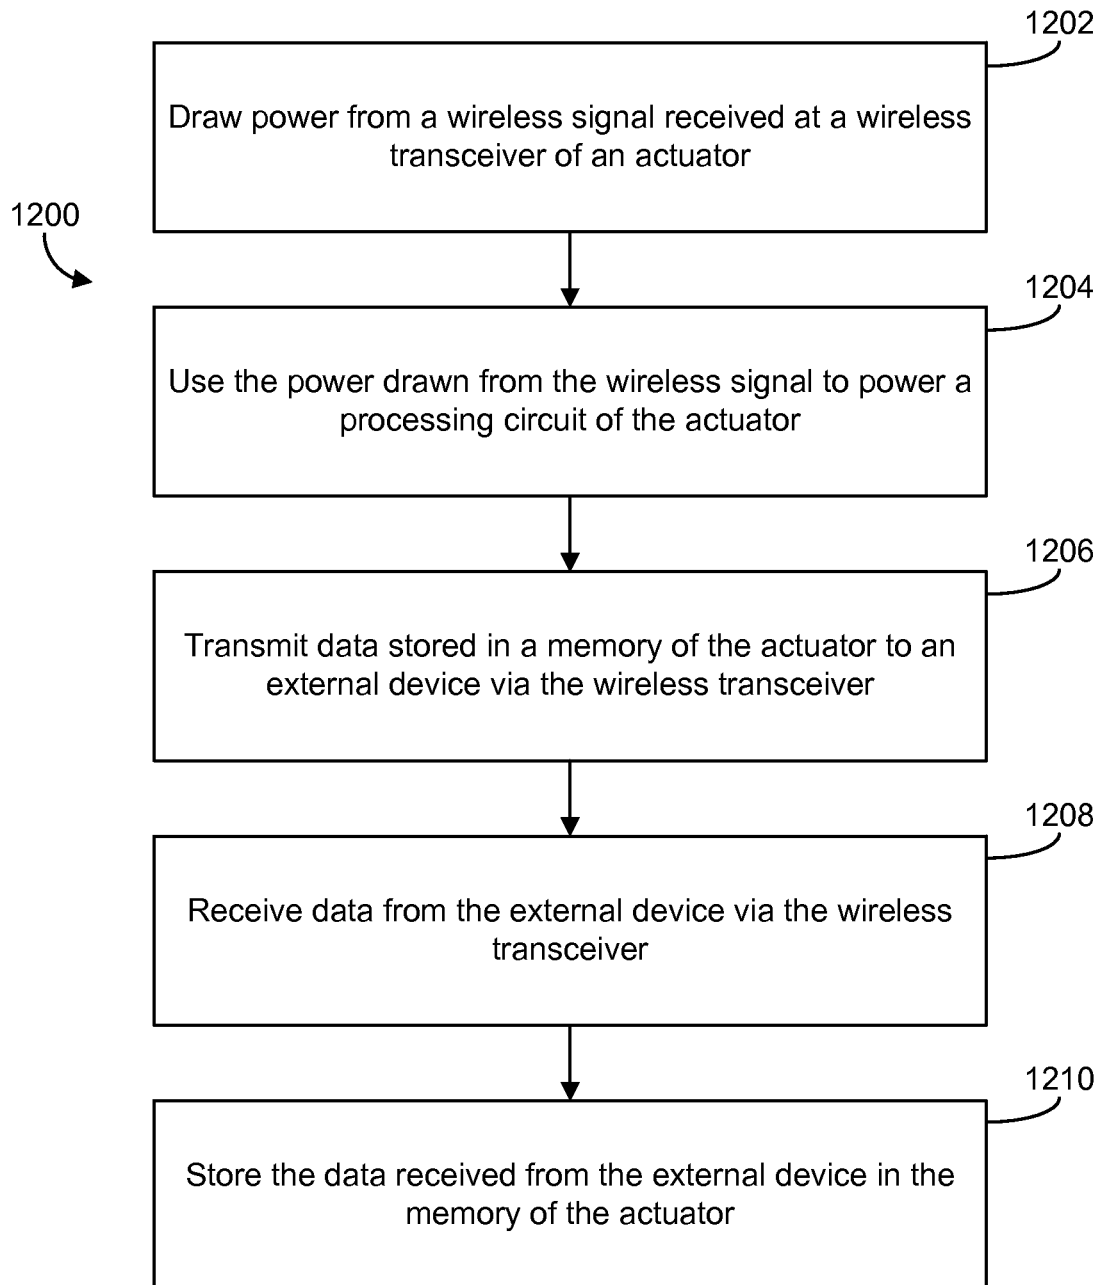 1202
Draw power from a wireless signal received at a wireless
transceiver of an actuator
1200
1204
Use the power drawn from the wireless signal to power a
processing circuit of the actuator
1206
Transmit data stored in a memory of the actuator to an
external device via the wireless transceiver
1208
Receive data from the external device via the wireless
transceiver
1210
Store the data received from the external device in the
memory of the actuator